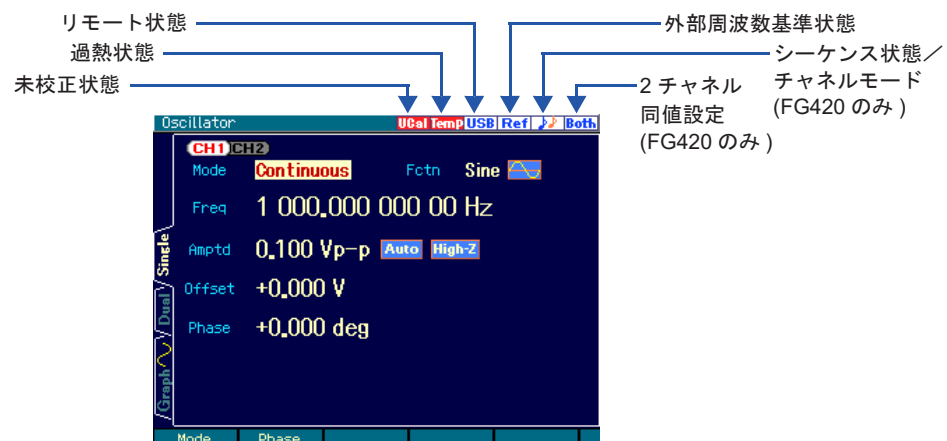 リモート状態
過熱状態
未校正状態
外部周波数基準状態
シーケンス状態／
チャネルモード
(FG420 のみ )
2 チャネル
同値設定
(FG420 のみ )
Oscillator UCal Temp USB Ref Both
CH1 CH2
Mode Continuous Fctn Sine
Freq 1 000.000 000 00 Hz
Amptd 0.100 Vp-p Auto High-Z
Offset +0.000 V
Phase +0.000 deg
Single
Dual
Graph
Mode Phase